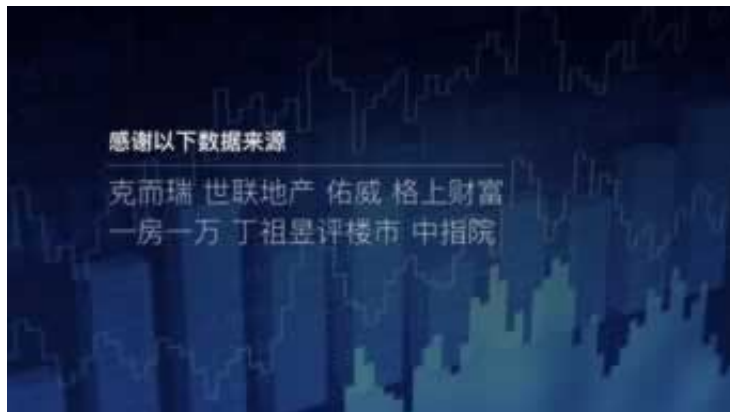 感谢以下数据来源
克而瑞 世联地产 佑威 格上财富
一房一万 丁祖昱评楼市 中指院